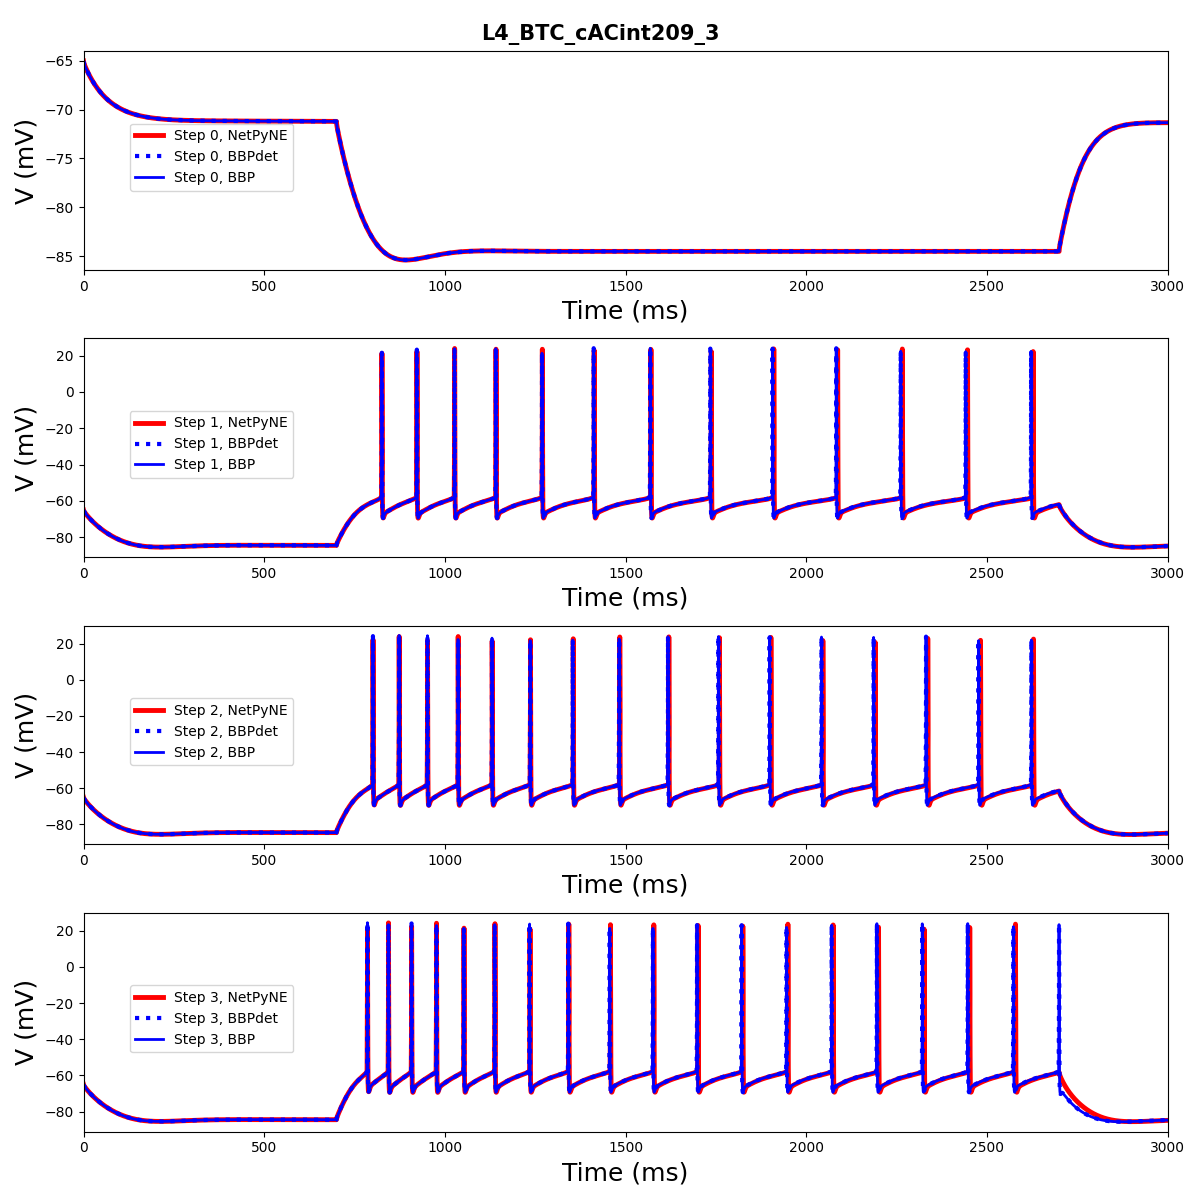 L4_BTC_cACint209_3
V (mV)
−65
−70
−75
−80
−85
Step 0, NetPyNE
Step 0, BBPdet
Step 0, BBP
0 500 1000 1500 2000 2500 3000
Time (ms)
V (mV)
20
0
−20
−40
−60
−80
Step 1, NetPyNE
Step 1, BBPdet
Step 1, BBP
0 500 1000 1500 2000 2500 3000
Time (ms)
V (mV)
20
0
−20
−40
−60
−80
Step 2, NetPyNE
Step 2, BBPdet
Step 2, BBP
0 500 1000 1500 2000 2500 3000
Time (ms)
V (mV)
20
0
−20
−40
−60
−80
Step 3, NetPyNE
Step 3, BBPdet
Step 3, BBP
0 500 1000 1500 2000 2500 3000
Time (ms)